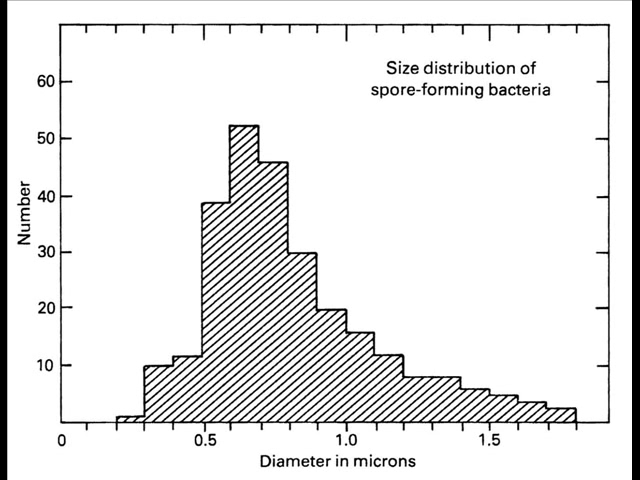 Size distribution of
spore-forming bacteria
Number
60
50
40
30
20
10
0 0.5 1.0 1.5
Diameter in microns